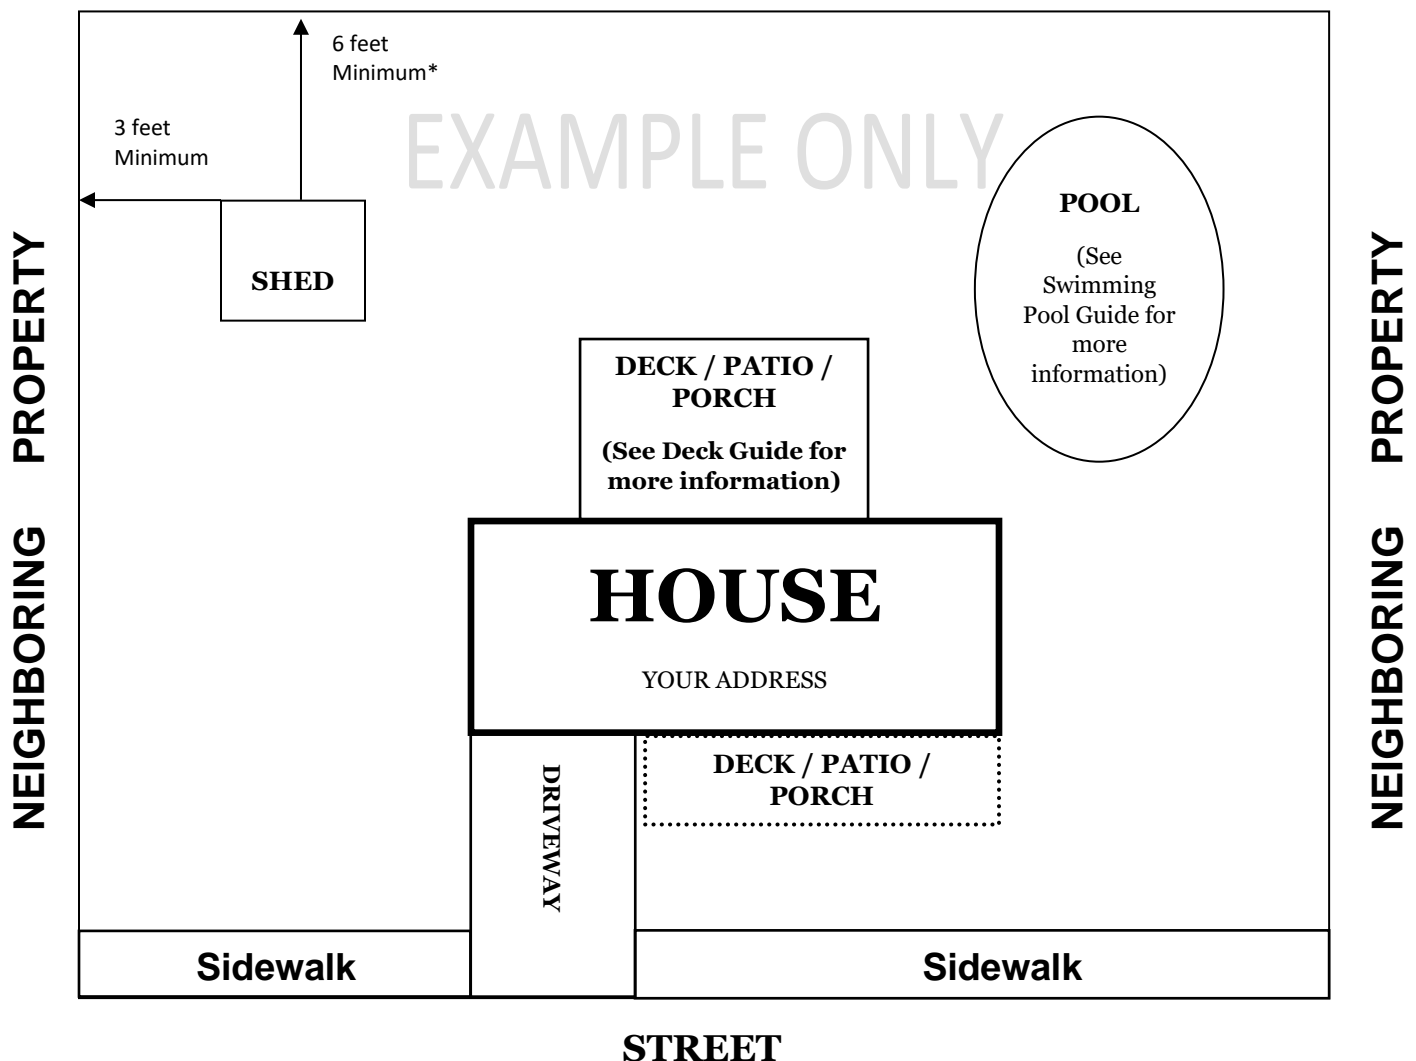 6 feet
Minimum*
3 feet
Minimum
EXAMPLE ONLY
POOL
(See
Swimming
Pool Guide for
more
information)
SHED
NEIGHBORING PROPERTY
NEIGHBORING PROPERTY
DECK / PATIO /
PORCH
(See Deck Guide for
more information)
HOUSE
YOUR ADDRESS
DRIVEWAY
DECK / PATIO /
PORCH
Sidewalk
Sidewalk
STREET